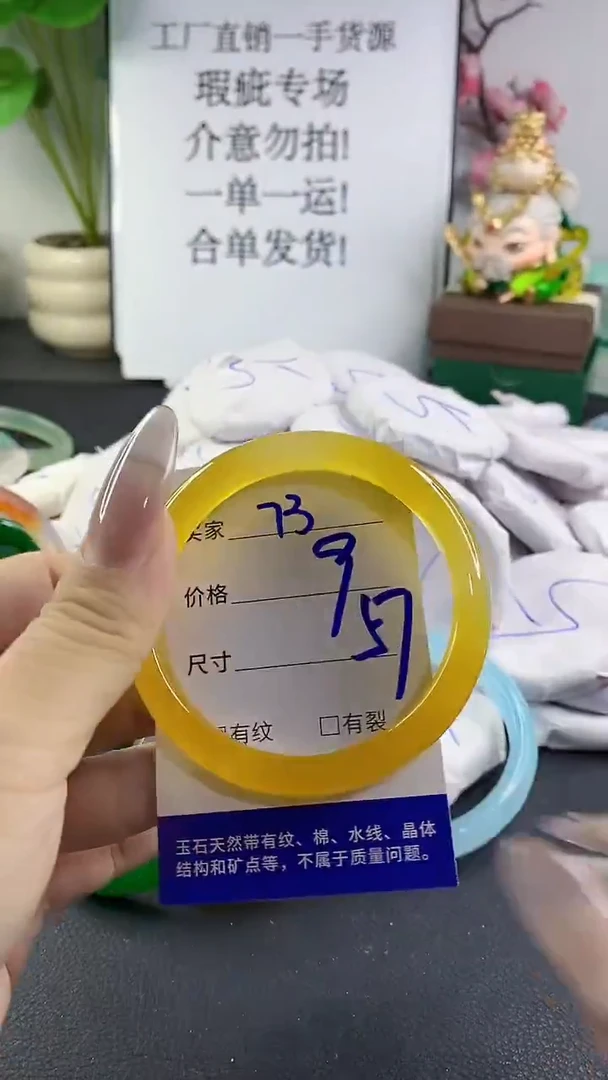 工厂直销一手货源
瑕疵专场
介意勿拍!
一单一运!
合单发货!
买家 73
价格 9
尺寸 57
有纹 □有裂
玉石天然带有纹、棉、水线、晶体
结构和矿点等，不属于质量问题。